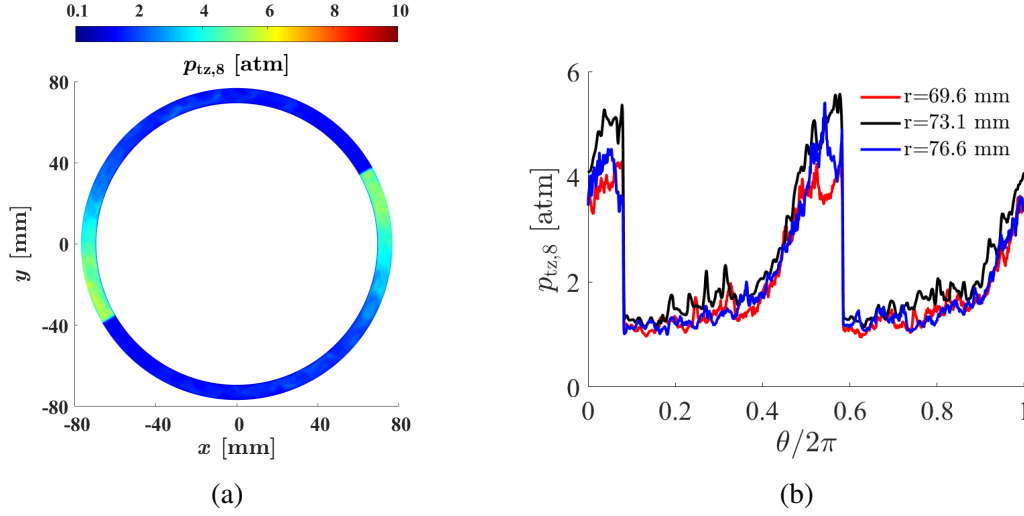 0.1 2 4 6 8 10
p_tz,8 [atm]
80
40
0
-40
-80
y [mm]
-80 -40 0 40 80
x [mm]
(a)
6
4
2
0
p_tz,8 [atm]
r=69.6 mm
r=73.1 mm
r=76.6 mm
0 0.2 0.4 0.6 0.8 1
θ/2π
(b)